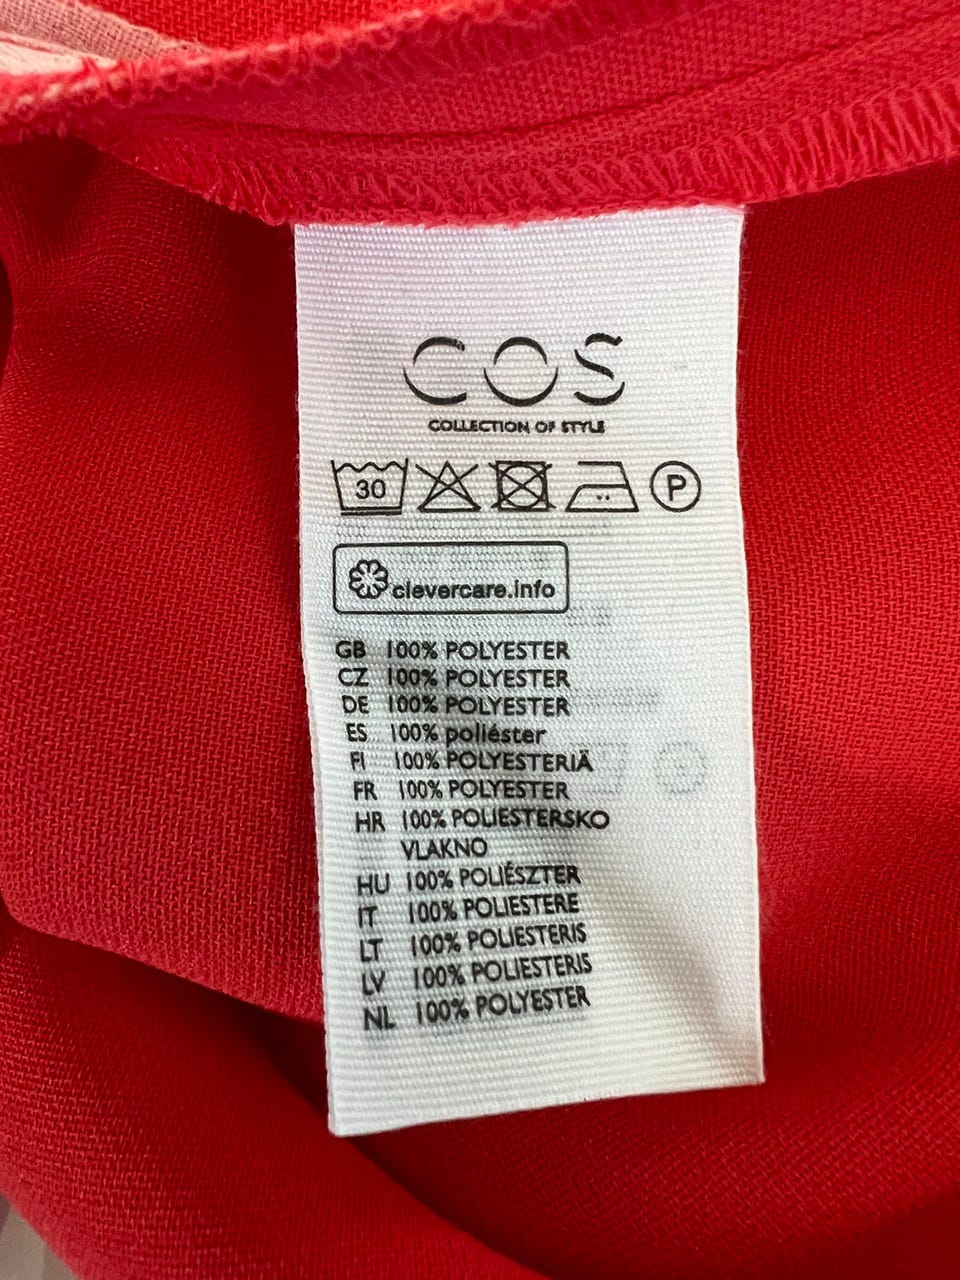 COS
COLLECTION OF STYLE
30 P
clevercare.info
GB 100% POLYESTER
CZ 100% POLYESTER
DE 100% POLYESTER
ES 100% poliéster
FI 100% POLYESTERIÄ
FR 100% POLYESTER
HR 100% POLIESTERSKO
VLAKNO
HU 100% POLIÉSZTER
IT 100% POLIESTERE
LT 100% POLIESTERIS
LV 100% POLIESTERIS
NL 100% POLYESTER